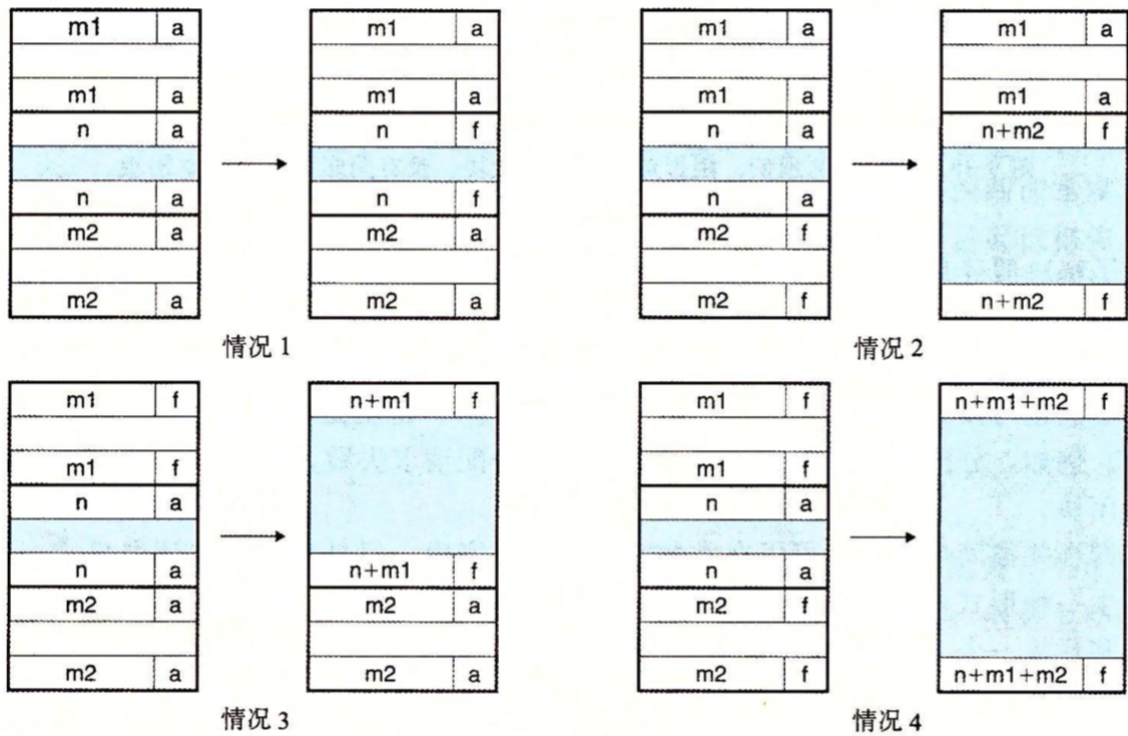 m1 a
m1 a
n a
n a
m2 a
m2 a
m1 a
m1 a
n f
n f
m2 a
m2 a
情况 1
m1 a
m1 a
n a
n a
m2 f
m2 f
m1 a
m1 a
n+m2 f
n+m2 f
情况 2
m1 f
m1 f
n a
n a
m2 a
m2 a
n+m1 f
n+m1 f
m2 a
m2 a
情况 3
m1 f
m1 f
n a
n a
m2 f
m2 f
n+m1+m2 f
n+m1+m2 f
情况 4